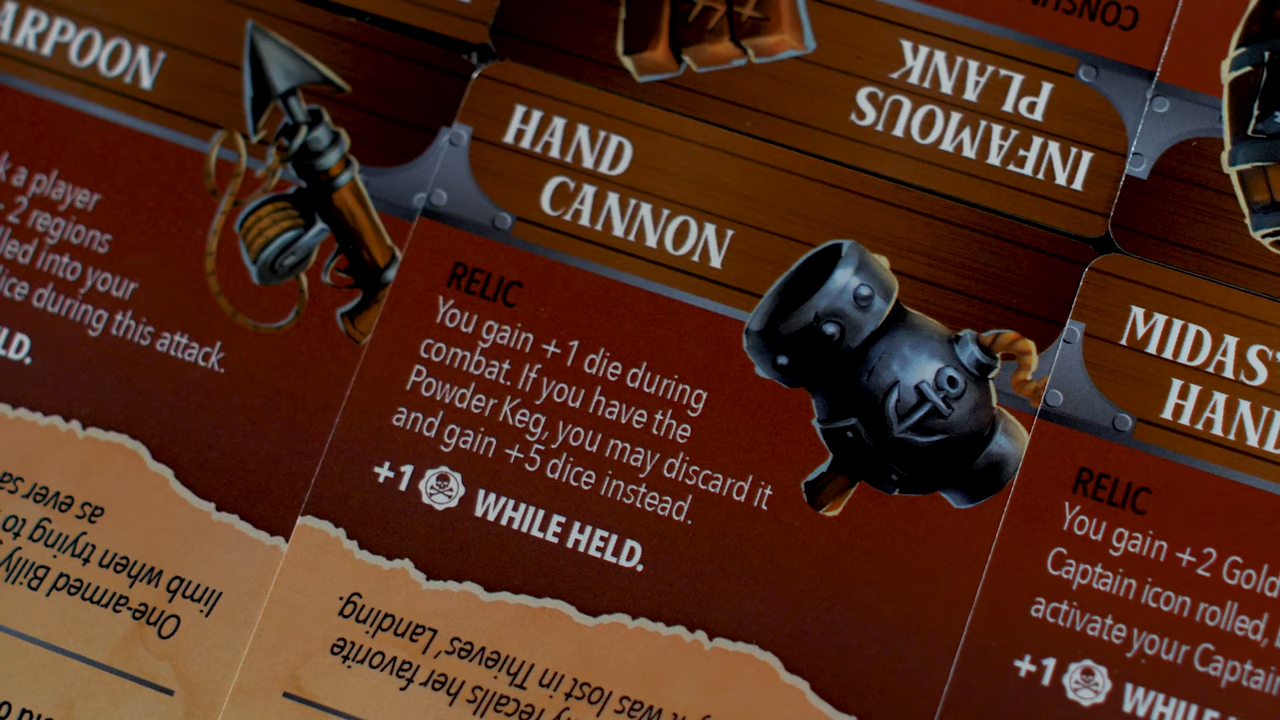 ARPOON
k a player
2 regions
lled into your
ice during this attack.
LD.
as ever sa
limb when trying to
One-armed Billy
HAND
CANNON
RELIC
You gain +1 die during
combat. If you have the
Powder Keg, you may discard it
and gain +5 dice instead.
+1 WHILE HELD.
recalls her favorite
it was lost in Thieves' Landing.
INFAMOUS
PLANK
CONSUM
MIDAS'
HAND
RELIC
You gain +2 Gold
Captain icon rolled,
activate your Captain
+1 WHILE